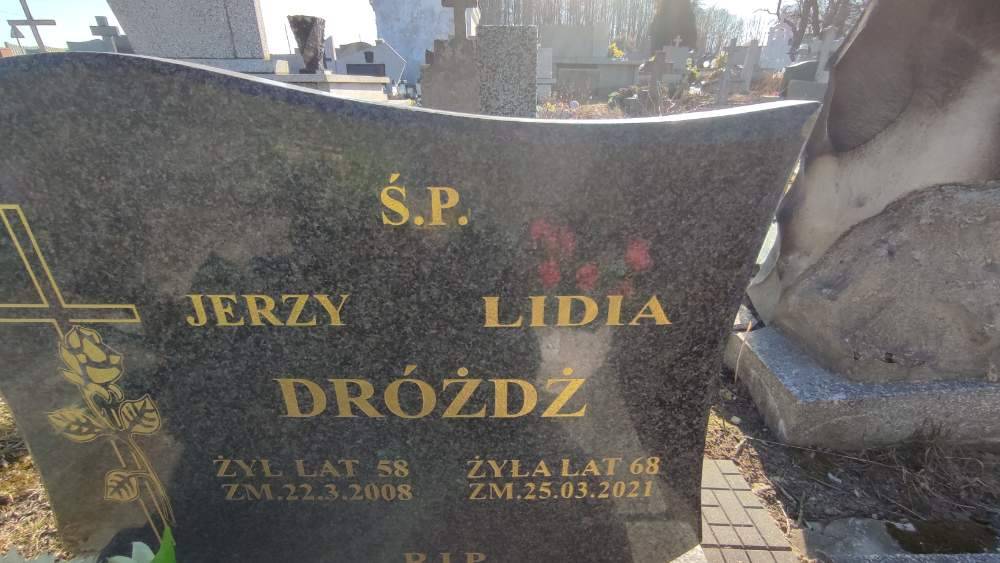 Ś.P.
JERZY LIDIA
DRÓŻDŻ
ŻYŁ LAT 58 ŻYŁA LAT 68
ZM.22.3.2008 ZM.25.03.2021
R.I.P.